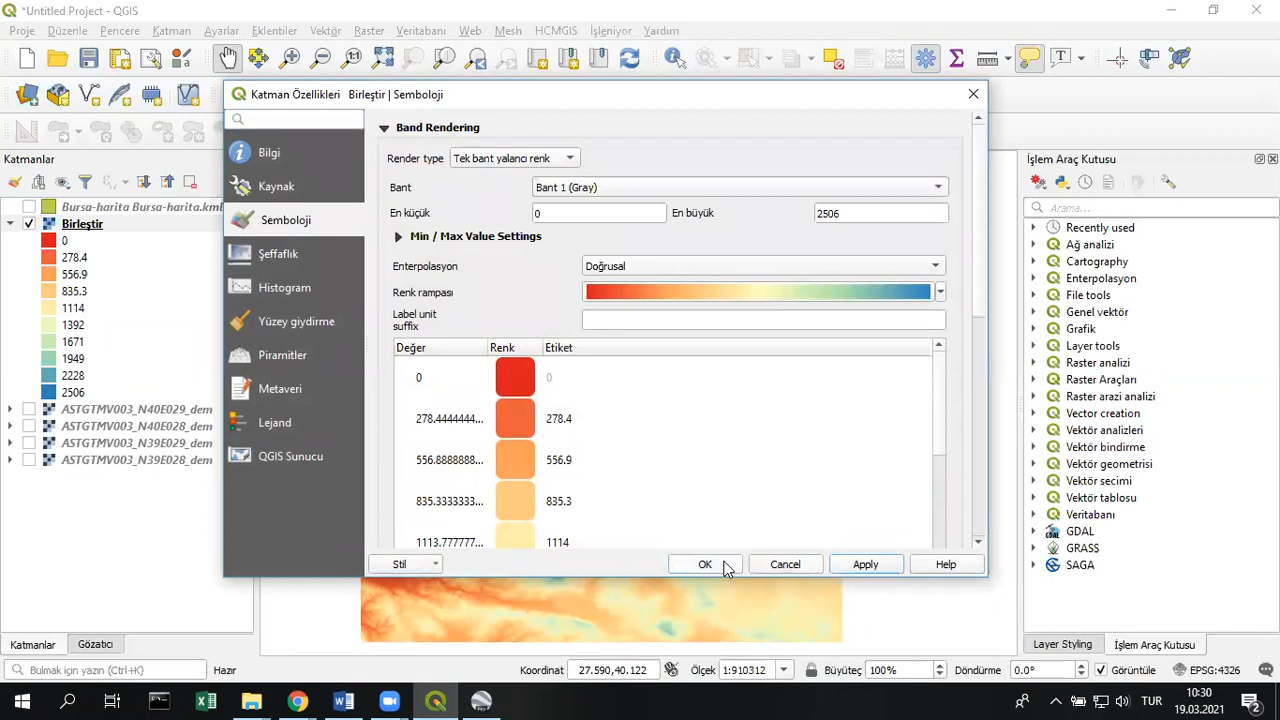 *Untitled Project - QGIS
Proje Düzenle Pencere Katman Ayarlar Eklentiler Vektör Raster Veritabanı Web Mesh HCMGIS İşleniyor Yardım
Katman Özellikleri Birleştir | Semboloji
Bilgi
Kaynak
Semboloji
Şeffaflık
Histogram
Yüzey giydirme
Piramitler
Metaveri
Lejand
QGIS Sunucu
Band Rendering
Render type Tek bant yalancı renk
Bant Bant 1 (Gray)
En küçük 0 En büyük 2506
Min / Max Value Settings
Enterpolasyon Doğrusal
Renk rampası
Label unit
suffix
Değer Renk Etiket
0 0
278.4444444... 278.4
556.8888888... 556.9
835.3333333... 835.3
1113.777777... 1114
Stil OK Cancel Apply Help
Katmanlar
Bursa-harita Bursa-harita.kml
Birleştir
0
278.4
556.9
835.3
1114
1392
1671
1949
2228
2506
ASTGTMV003_N40E029_dem
ASTGTMV003_N40E028_dem
ASTGTMV003_N39E029_dem
ASTGTMV003_N39E028_dem
Katmanlar Gözatıcı
İşlem Araç Kutusu
Arama...
Recently used
Ağ analizi
Cartography
Enterpolasyon
File tools
Genel vektör
Grafik
Layer tools
Raster analizi
Raster Araçları
Raster arazi analizi
Vector creation
Vektör analizleri
Vektör bindirme
Vektör geometrisi
Vektör secimi
Vektör tablosu
Veritabanı
GDAL
GRASS
SAGA
Layer Styling İşlem Araç Kutusu
Bulmak için yazın (Ctrl+K) Hazır Koordinat 27.590,40.122 Ölçek 1:910312 Büyüteç 100% Döndürme 0.0° Görüntüle EPSG:4326
TUR 10:30
19.03.2021 2